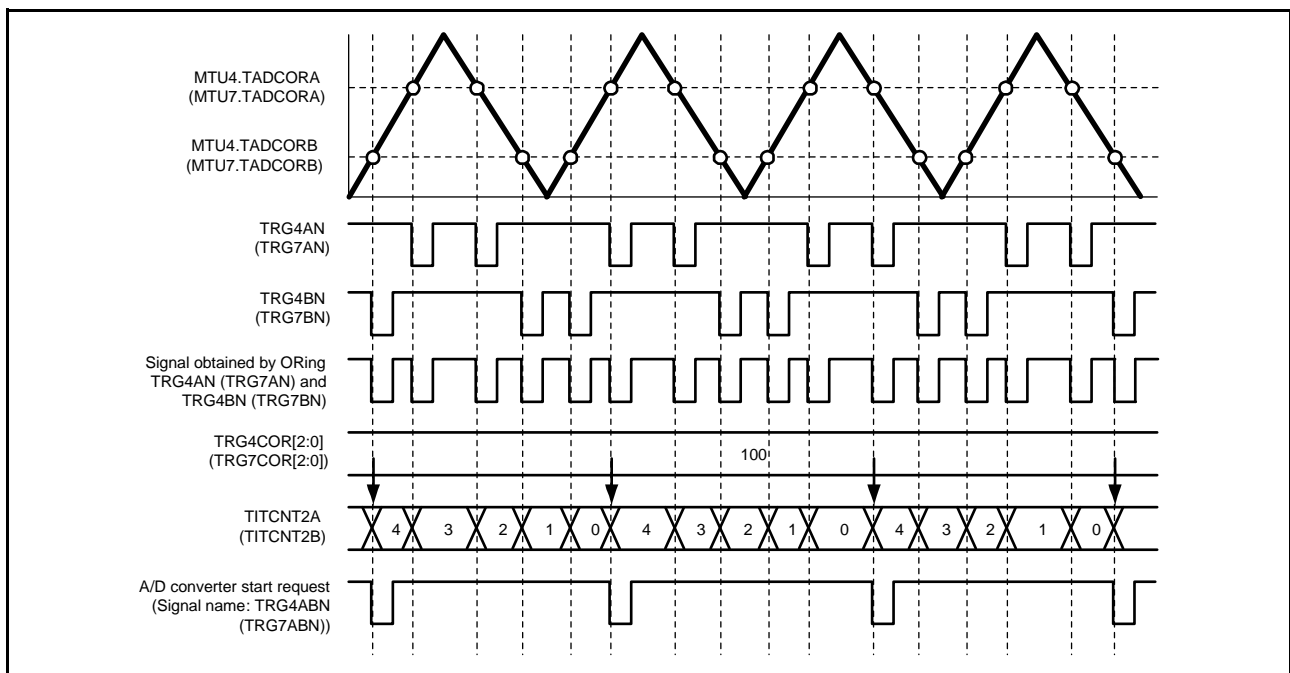 MTU4.TADCORA
(MTU7.TADCORA)
MTU4.TADCORB
(MTU7.TADCORB)
TRG4AN
(TRG7AN)
TRG4BN
(TRG7BN)
Signal obtained by ORing
TRG4AN (TRG7AN) and
TRG4BN (TRG7BN)
TRG4COR[2:0]
(TRG7COR[2:0])
100
TITCNT2A
(TITCNT2B)
4 3 2 1 0 4 3 2 1 0 4 3 2 1 0
A/D converter start request
(Signal name: TRG4ABN
(TRG7ABN))